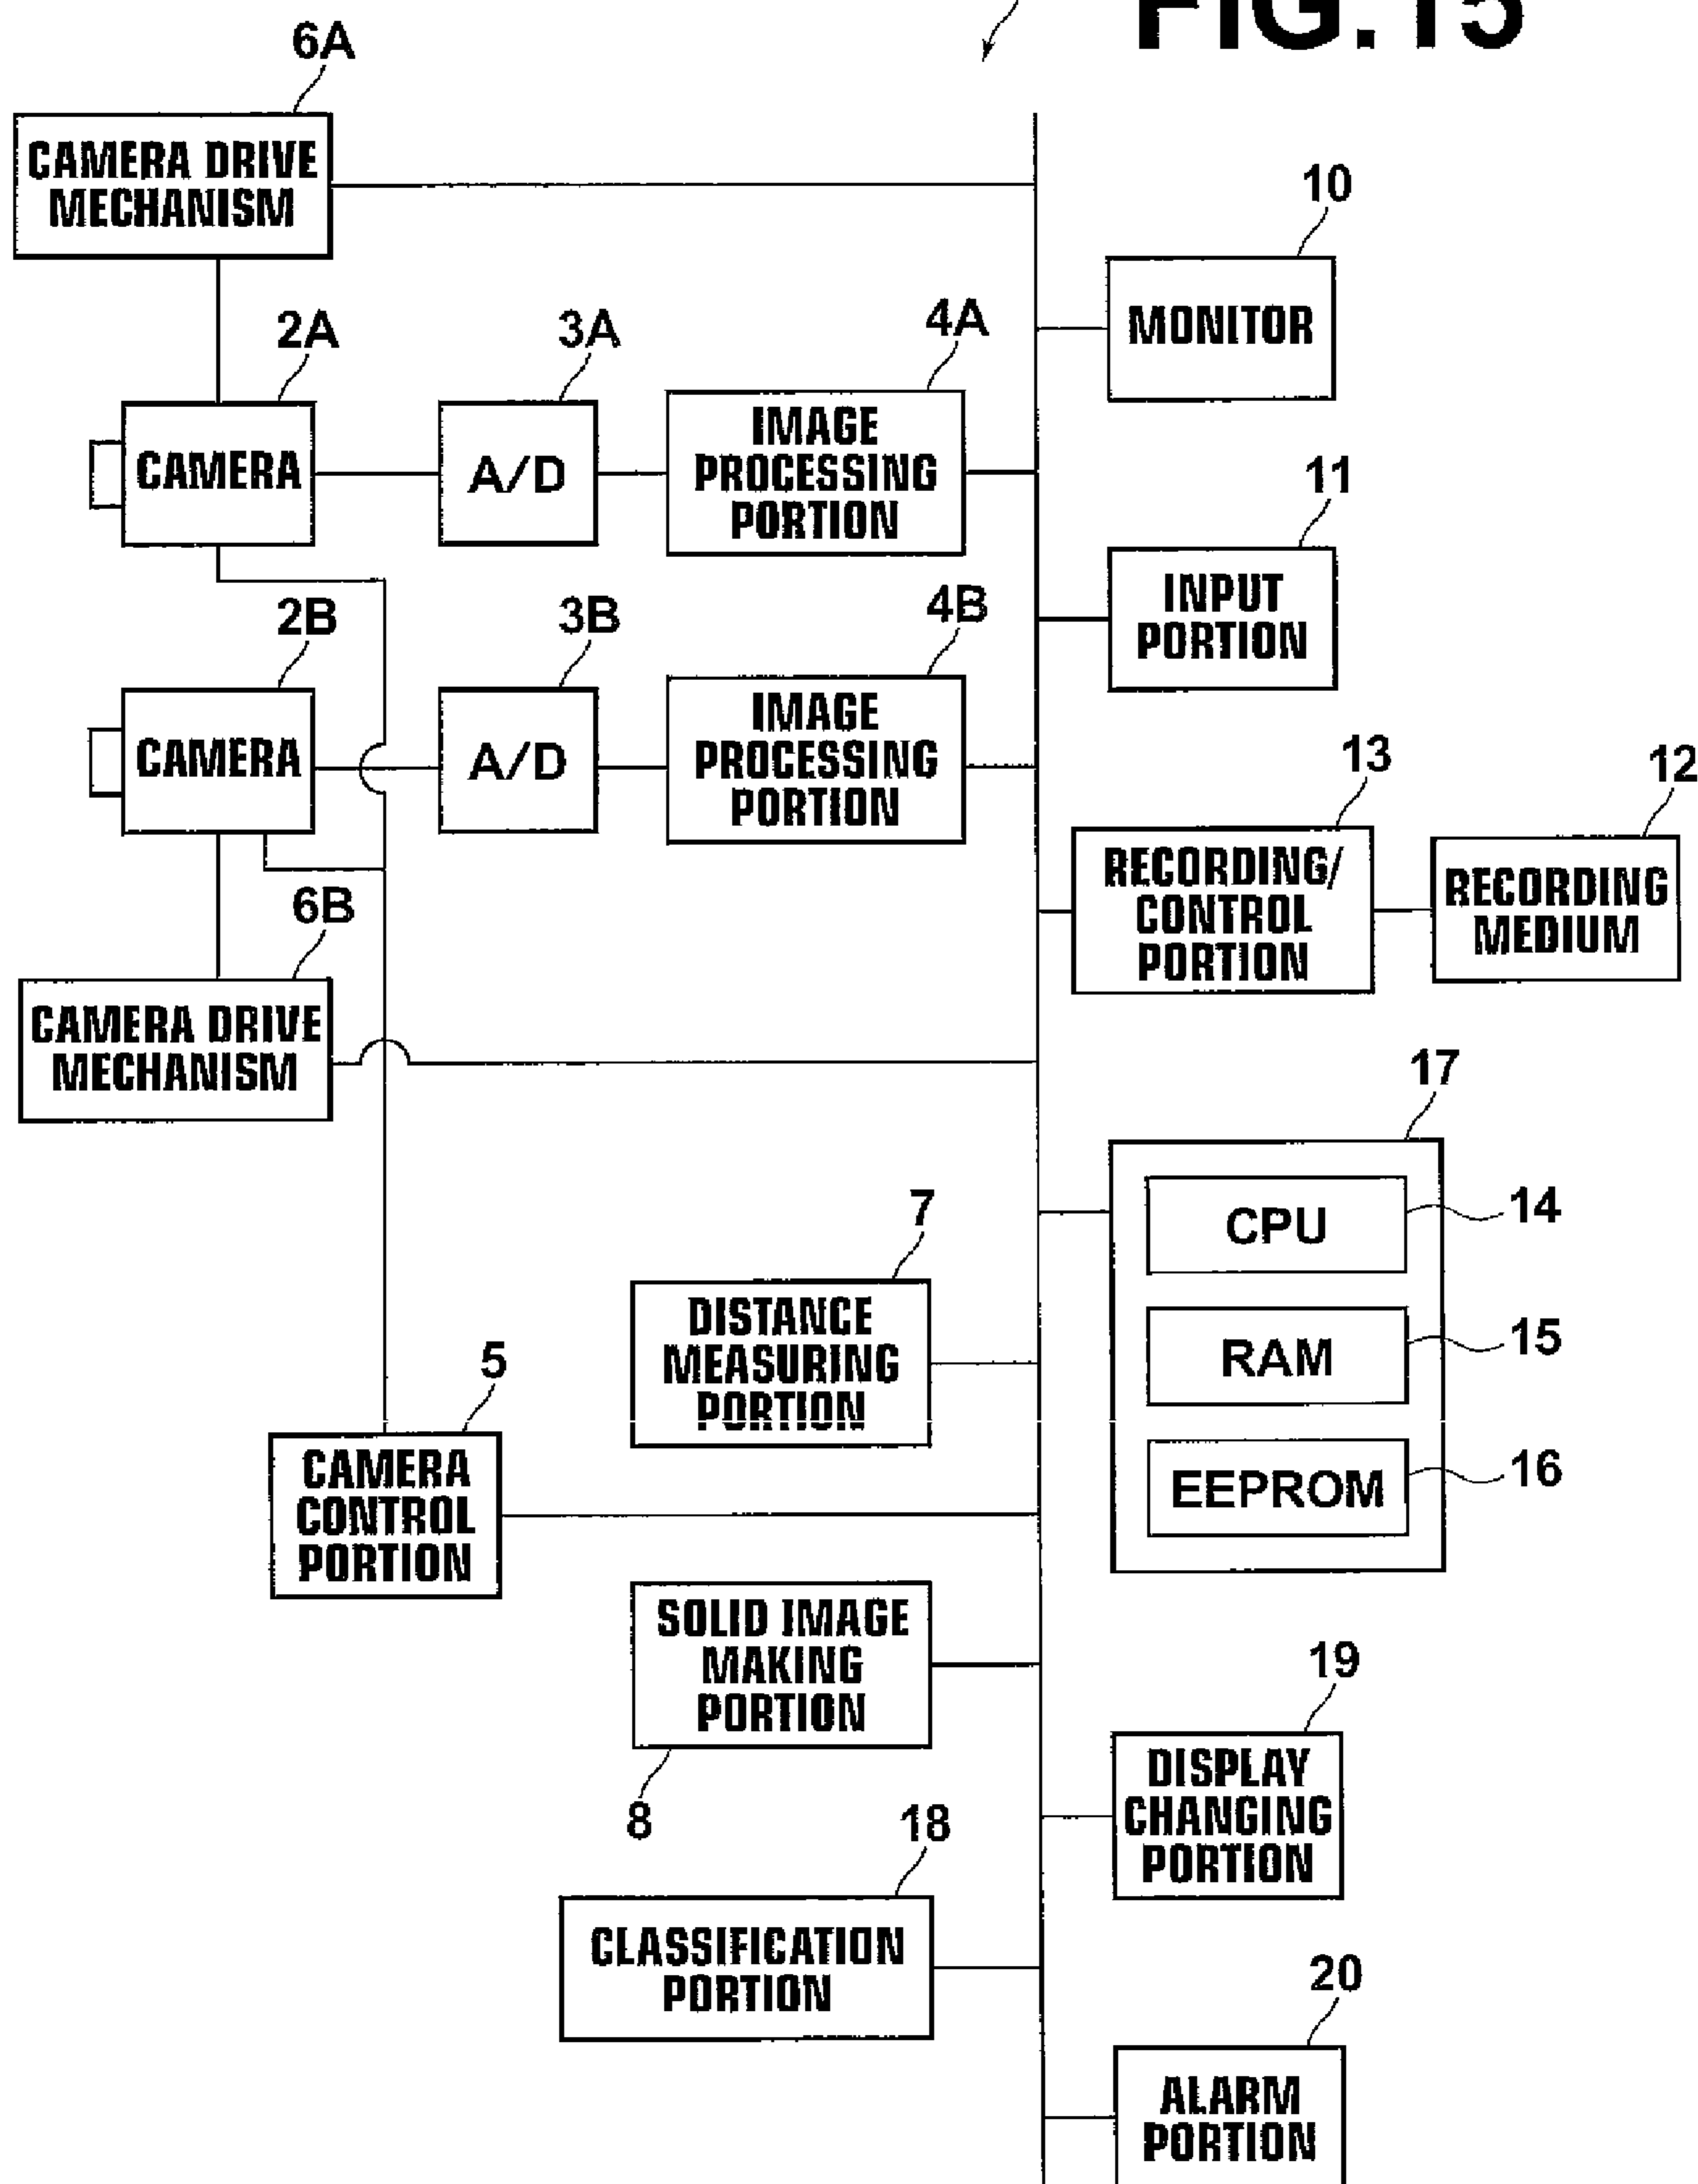 FIG.15
6A
CAMERA DRIVE
MECHANISM
10
MONITOR
2A
3A
4A
CAMERA
A/D
IMAGE
PROCESSING
PORTION
11
INPUT
PORTION
2B
3B
4B
CAMERA
A/D
IMAGE
PROCESSING
PORTION
13
12
RECORDING/
CONTROL
PORTION
RECORDING
MEDIUM
6B
CAMERA DRIVE
MECHANISM
17
CPU
14
RAM
15
EEPROM
16
7
DISTANCE
MEASURING
PORTION
5
CAMERA
CONTROL
PORTION
SOLID IMAGE
MAKING
PORTION
8
19
DISPLAY
CHANGING
PORTION
18
CLASSIFICATION
PORTION
20
ALARM
PORTION